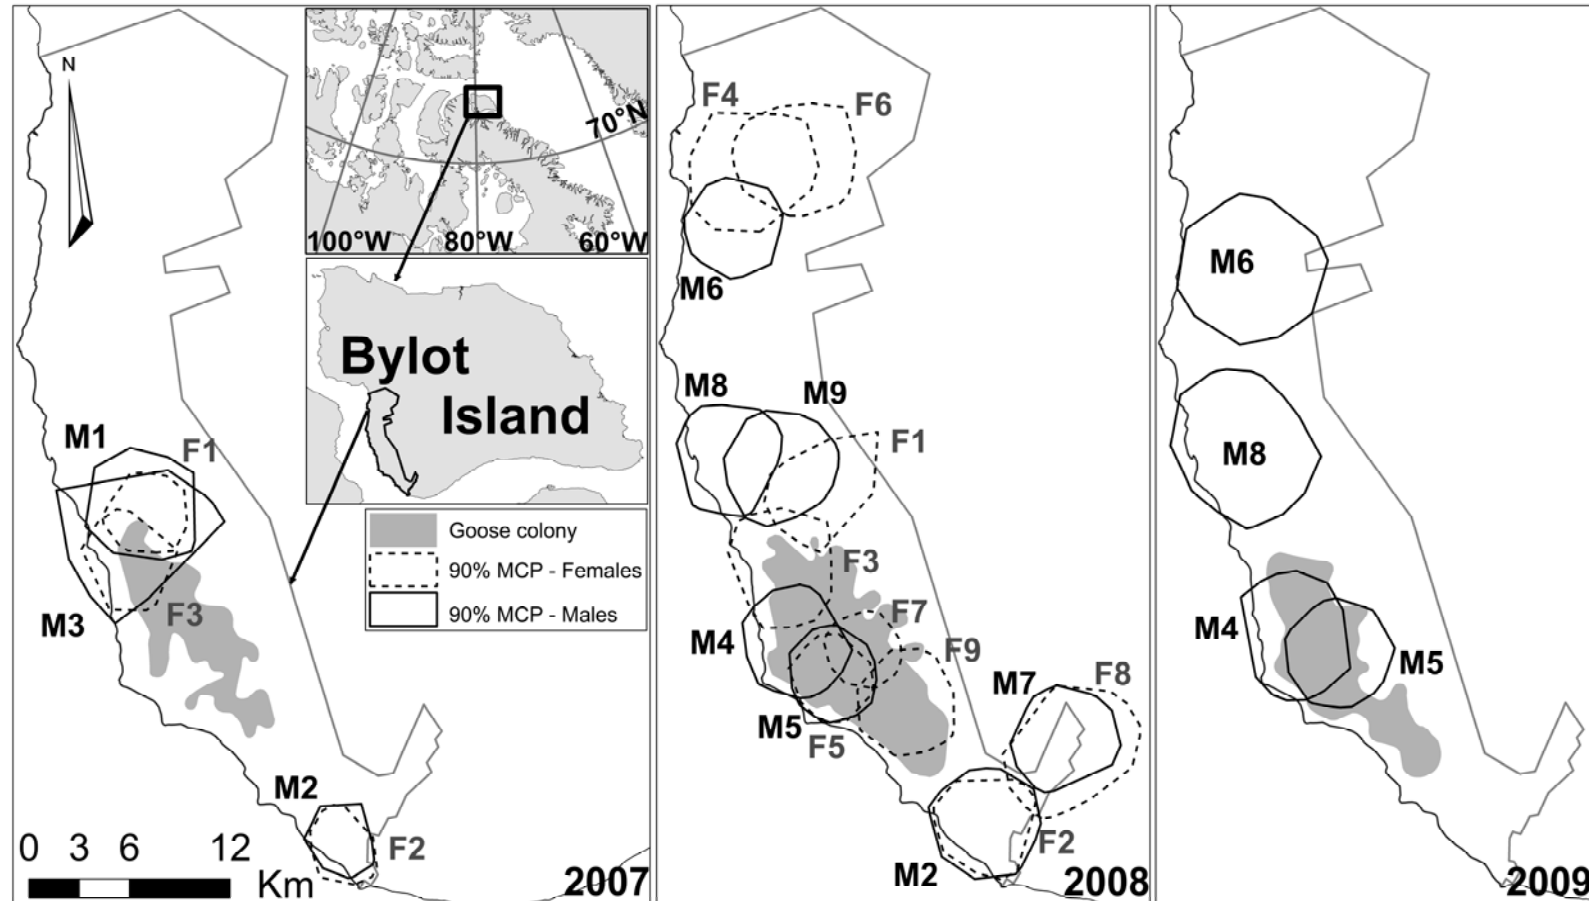 N
100°W
80°W
60°W
70°N
Bylot
Island
Goose colony
90% MCP - Females
90% MCP - Males
M1
F1
M3
F3
M2
F2
0 3 6 12
Km
2007
F4
F6
M6
M8
M9
F1
F3
F7
M4
F9
M5
F5
M7
F8
F2
M2
2008
M6
M8
M4
M5
2009